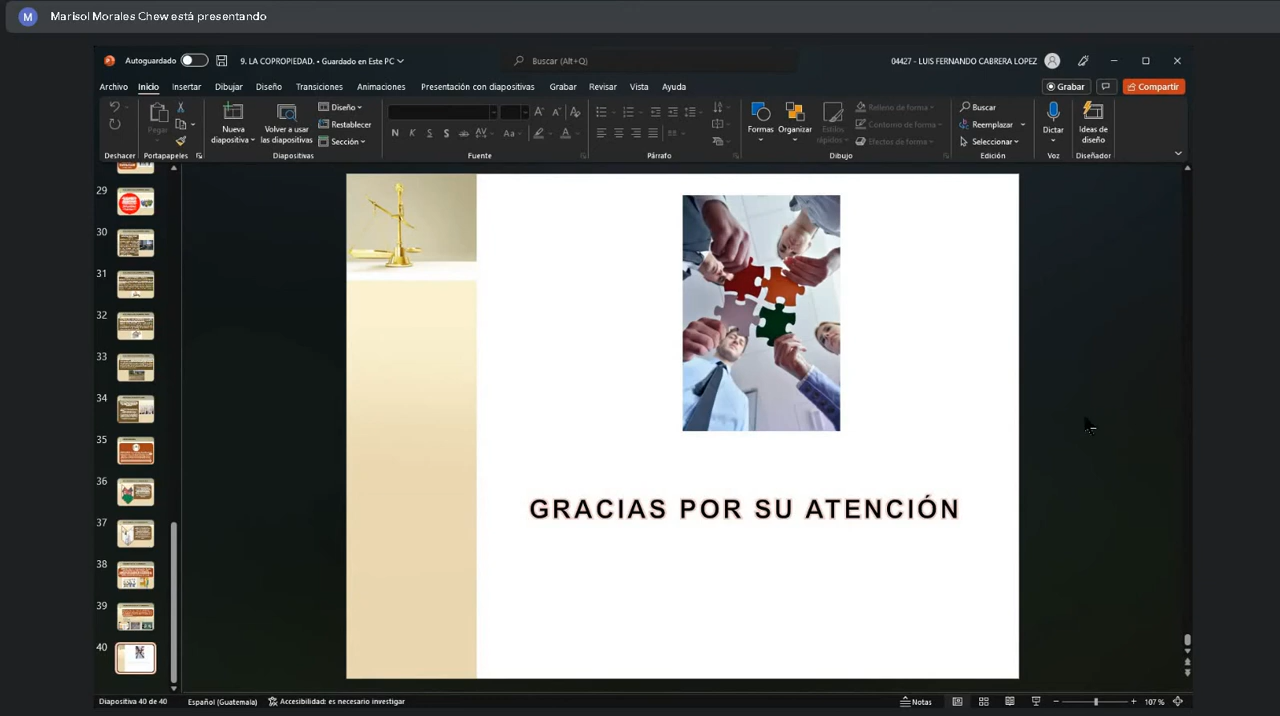 M Marisol Morales Chew está presentando
Autoguardado 9. LA COPROPIEDAD. • Guardado en Este PC Buscar (Alt+Q) 04427 - LUIS FERNANDO CABRERA LOPEZ
Archivo Inicio Insertar Dibujar Diseño Transiciones Animaciones Presentación con diapositivas Grabar Revisar Vista Ayuda Grabar Compartir
Pegar Nueva diapositiva Volver a usar las diapositivas Diseño Restablecer Sección
N K S S ab AV Aa A
Formas Organizar Estilos rápidos Relleno de forma Contorno de forma Efectos de forma
Buscar Reemplazar Seleccionar Dictar Ideas de diseño
Deshacer Portapapeles Diapositivas Fuente Párrafo Dibujo Edición Voz Diseñador
29
30
31
32
33
34
35
36
37
38
39
40
GRACIAS POR SU ATENCIÓN
Diapositiva 40 de 40 Español (Guatemala) Accesibilidad: es necesario investigar Notas 107 %